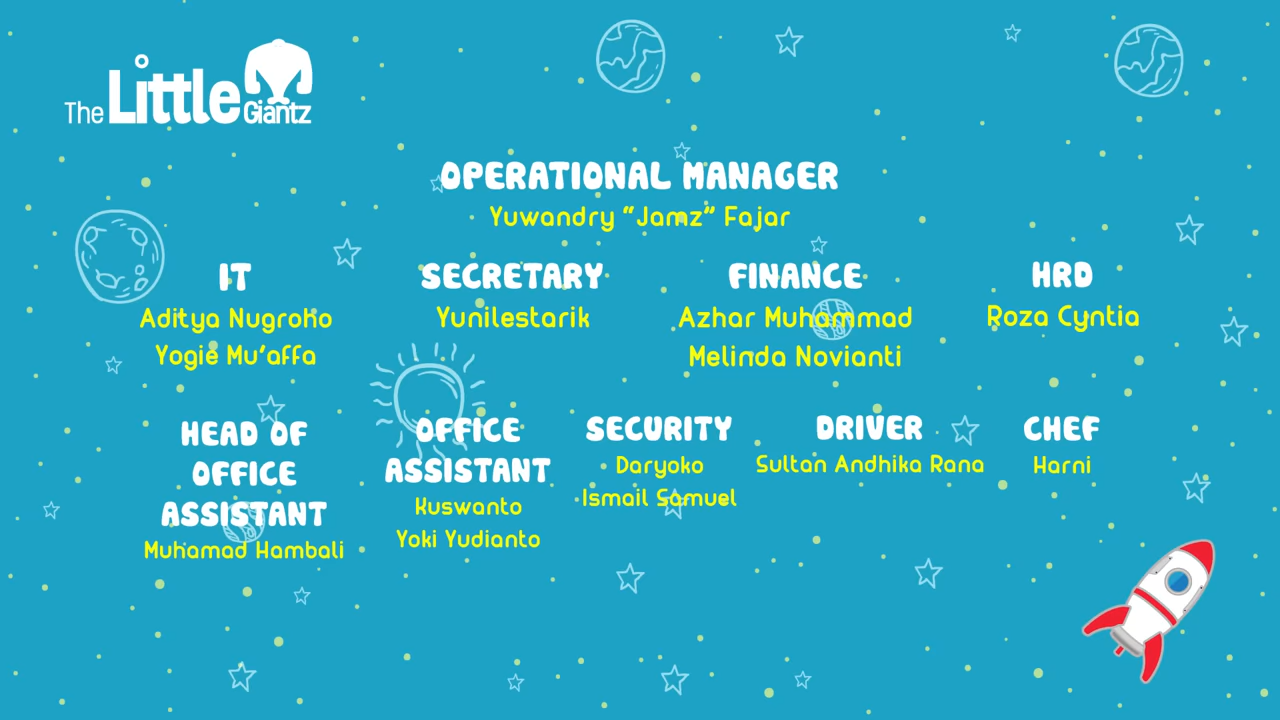 The Little Giantz
OPERATIONAL MANAGER
Yuwandry "Jamz" Fajar
IT
Aditya Nugroho
Yogie Mu'affa
SECRETARY
Yunilestarik
FINANCE
Azhar Muhammad
Melinda Novianti
HRD
Roza Cyntia
HEAD OF
OFFICE
ASSISTANT
Muhamad Hambali
OFFICE
ASSISTANT
Kuswanto
Yoki Yudianto
SECURITY
Daryoko
Ismail Samuel
DRIVER
Sultan Andhika Rana
CHEF
Harni